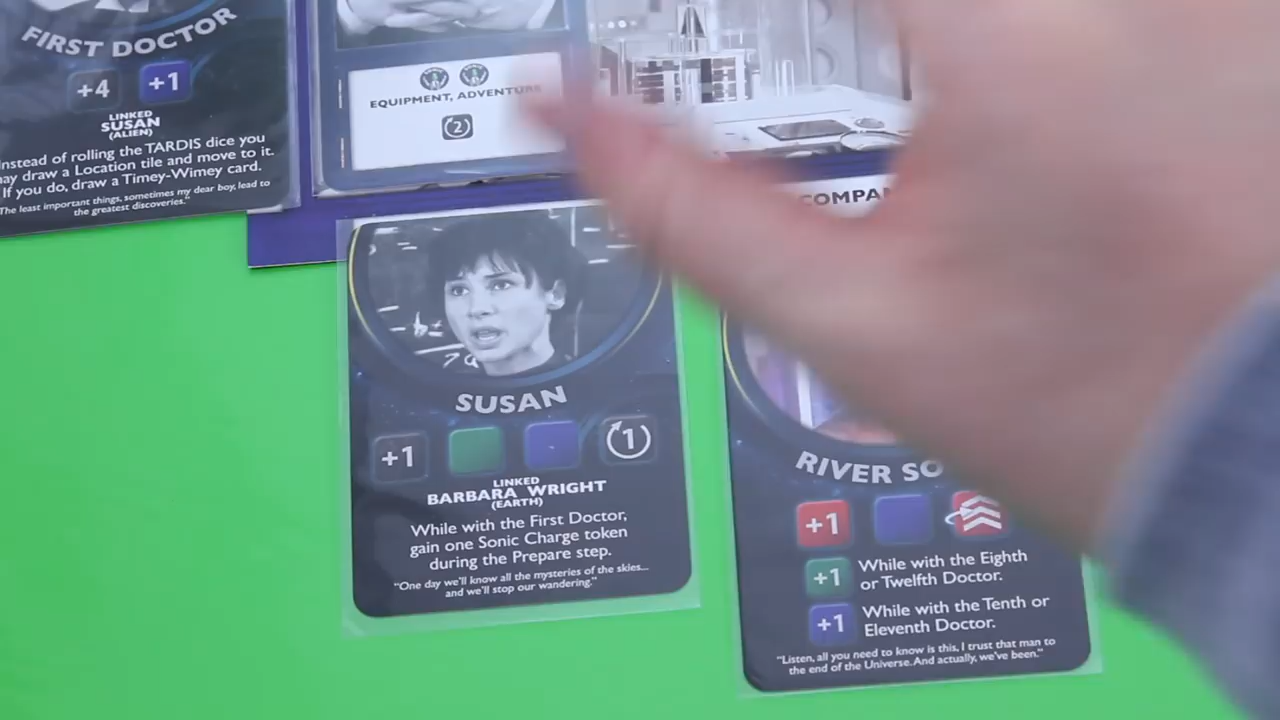 FIRST DOCTOR
+4 +1
LINKED
SUSAN
(ALIEN)
Instead of rolling the TARDIS dice you
may draw a Location tile and move to it.
If you do, draw a Timey-Wimey card.
"The least important things, sometimes my dear boy, lead to
the greatest discoveries."
EQUIPMENT, ADVENTURE
2
SUSAN
+1 1
LINKED
BARBARA WRIGHT
(EARTH)
While with the First Doctor,
gain one Sonic Charge token
during the Prepare step.
"One day we'll know all the mysteries of the skies...
and we'll stop our wandering."
COMPAN
RIVER SO
+1
+1 While with the Eighth
or Twelfth Doctor.
+1 While with the Tenth or
Eleventh Doctor.
"Listen, all you need to know is this, I trust that man to
the end of the Universe. And actually, we've been."